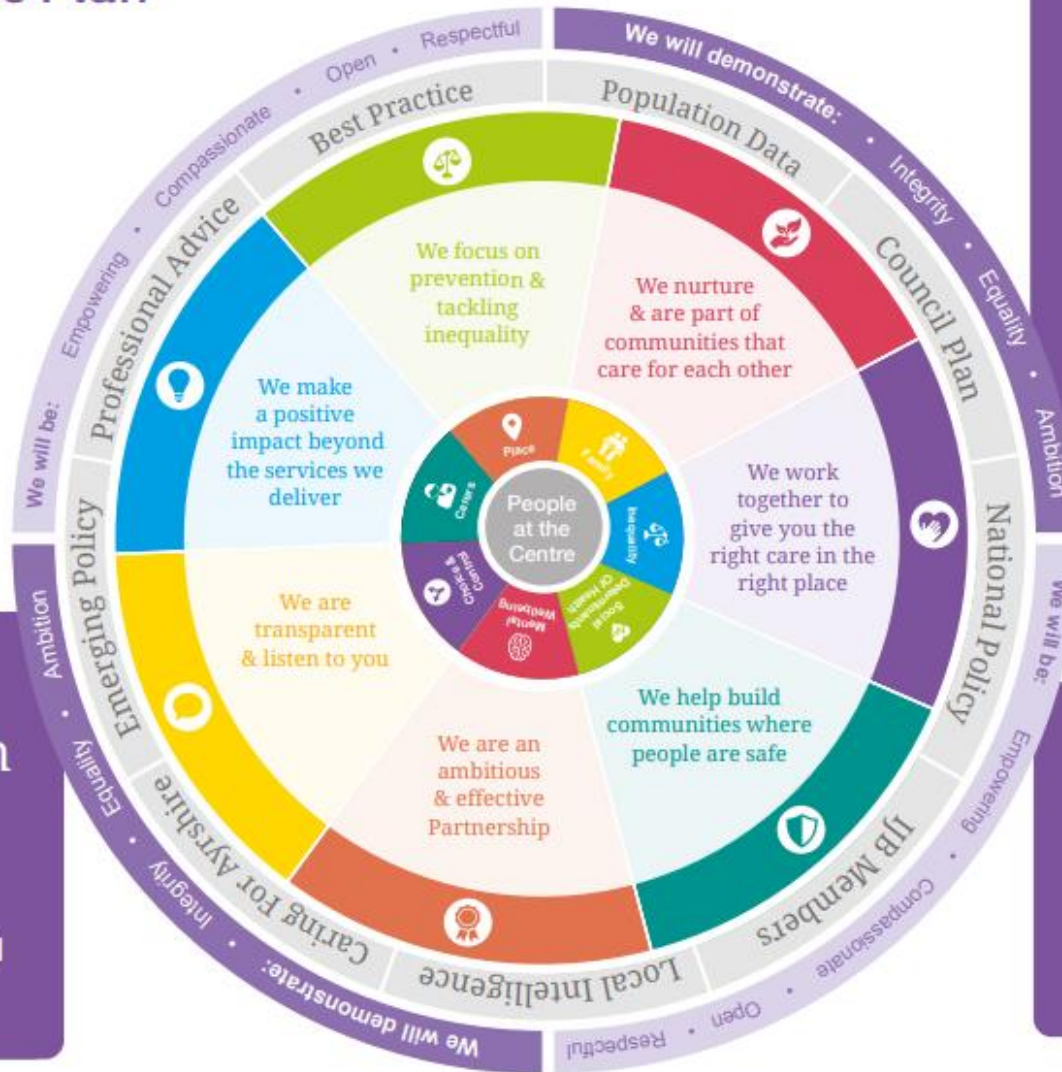 We will be: Empowering • Compassionate • Open • Respectful
We will demonstrate: • Integrity • Equality • Ambition
We will be: Empowering • Compassionate • Open • Respectful
We will demonstrate: • Integrity • Equality • Ambition
Best Practice
Population Data
Council Plan
National Policy
IJB Members
Local Intelligence
Caring For Ayrshire
Emerging Policy
Professional Advice
We focus on
prevention &
tackling
inequality
We nurture
& are part of
communities that
care for each other
We work
together to
give you the
right care in the
right place
We help build
communities where
people are safe
We are an
ambitious
& effective
Partnership
We are
transparent
& listen to you
We make
a positive
impact beyond
the services we
deliver
Place
Family
Inequality
Social
Determinants
Of Health
Mental
Wellbeing
Choice &
Control
Carers
People
at the
Centre